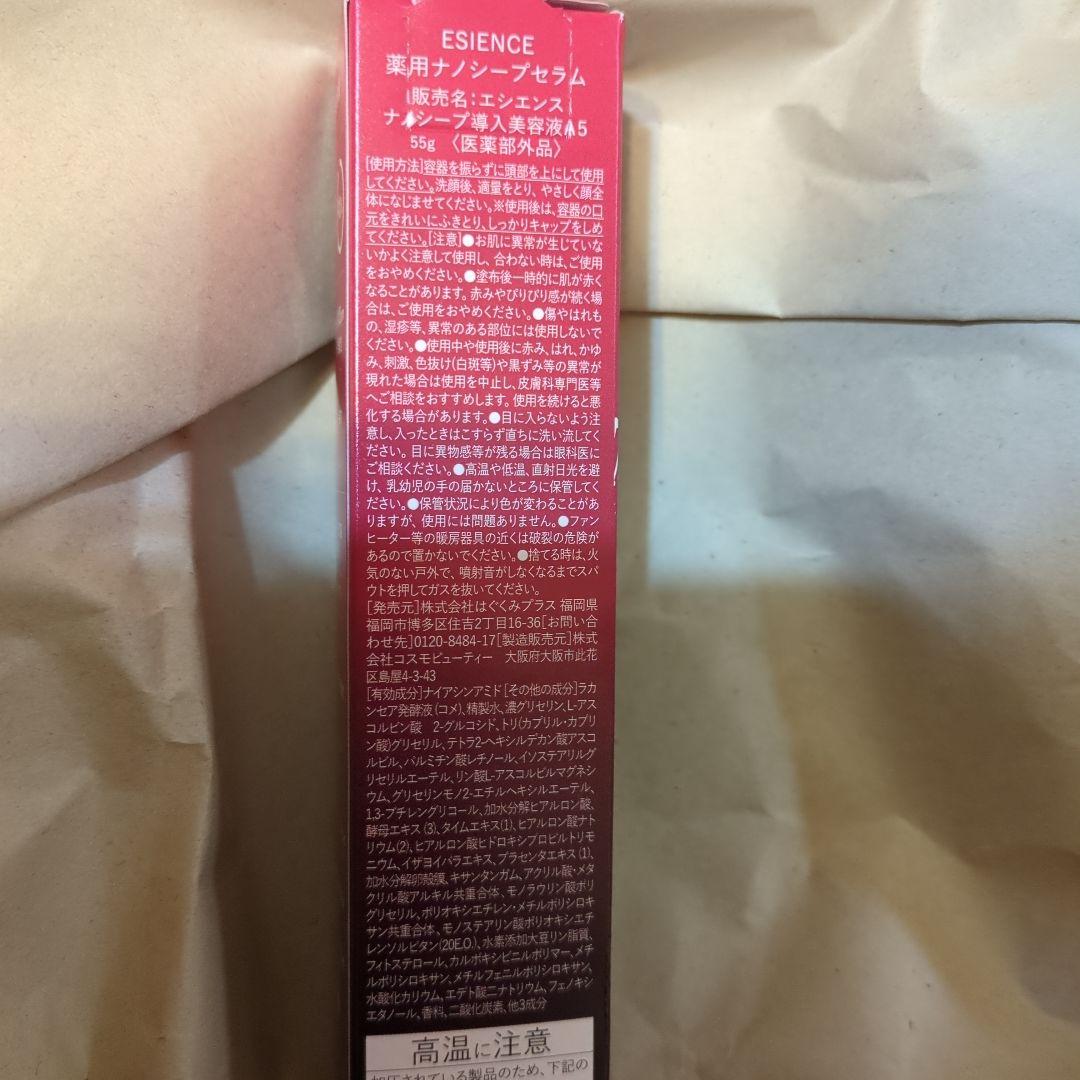 ESIENCE
薬用ナノシープセラム
販売名:エシエンス
ナノシープ導入美容液A5
55g 〈医薬部外品〉
[使用方法]容器を振らずに頭部を上にして使用
してください。洗顔後、適量をとり、やさしく顔全
体になじませてください。※使用後は、容器の口
元をきれいにふきとり、しっかりキャップをしめ
てください。[注意]●お肌に異常が生じていな
いかよく注意して使用し、合わない時は、ご使用
をおやめください。●塗布後一時的に肌が赤く
なることがあります。赤みやぴりぴり感が続く場
合は、ご使用をおやめください。●傷やはれも
の、湿疹等、異常のある部位には使用しないで
ください。●使用中や使用後に赤み、はれ、かゆ
み、刺激、色抜け(白斑等)や黒ずみ等の異常が
現れた場合は使用を中止し、皮膚科専門医等
へご相談をおすすめします。使用を続けると悪
化する場合があります。●目に入らないよう注
意し、入ったときはこすらず直ちに洗い流してく
ださい。目に異物感等が残る場合は眼科医に
ご相談ください。●高温や低温、直射日光を避
け、乳幼児の手の届かないところに保管してく
ださい。●保管状況により色が変わることがあ
りますが、使用には問題ありません。●ファン
ヒーター等の暖房器具の近くは破裂の危険が
あるので置かないでください。●捨てる時は、火
気のない戸外で、噴射音がしなくなるまでスパ
ウトを押してガスを抜いてください。
[発売元]株式会社はぐくみプラス 福岡県
福岡市博多区住吉2丁目16-36[お問い合
わせ先]0120-8484-17[製造販売元]株式
会社コスモビューティー 大阪府大阪市此花
区島屋4-3-43
[有効成分]ナイアシンアミド[その他の成分]ラカ
ンセア発酵液(コメ)、精製水、濃グリセリン、L-アス
コルビン酸 2-グルコシド、トリ(カプリル・カプリ
ン酸)グリセリル、テトラ2-ヘキシルデカン酸アスコ
ルビル、パルミチン酸レチノール、イソステアリルグ
リセリルエーテル、リン酸L-アスコルビルマグネシ
ウム、グリセリンモノ2-エチルヘキシルエーテル、
1,3-ブチレングリコール、加水分解ヒアルロン酸、
酵母エキス(3)、タイムエキス(1)、ヒアルロン酸ナト
リウム(2)、ヒアルロン酸ヒドロキシプロピルトリモ
ニウム、イザヨイバラエキス、プラセンタエキス(1)、
加水分解卵殻膜、キサンタンガム、アクリル酸・メタ
クリル酸アルキル共重合体、モノラウリン酸ポリ
グリセリル、ポリオキシエチレン・メチルポリシロキ
サン共重合体、モノステアリン酸ポリオキシエチ
レンソルビタン(20E.O.)、水素添加大豆リン脂質、
フィトステロール、カルボキシビニルポリマー、メチ
ルポリシロキサン、メチルフェニルポリシロキサン、
水酸化カリウム、エデト酸二ナトリウム、フェノキシ
エタノール、香料、二酸化炭素、他3成分
高温に注意
加圧されている製品のため、下記の